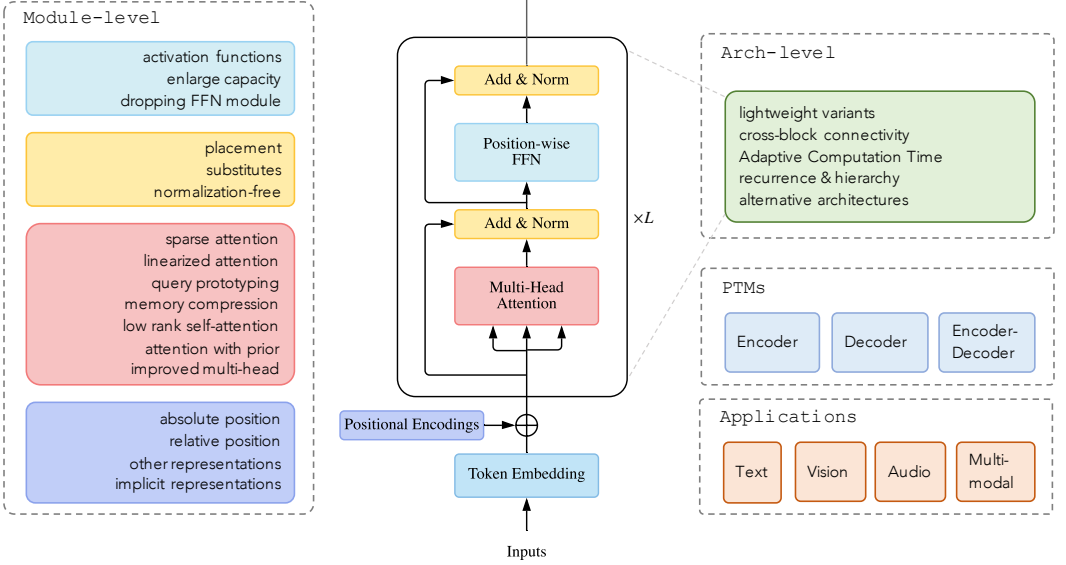 Module-level
activation functions
enlarge capacity
dropping FFN module
placement
substitutes
normalization-free
sparse attention
linearized attention
query prototyping
memory compression
low rank self-attention
attention with prior
improved multi-head
absolute position
relative position
other representations
implicit representations
Add & Norm
Position-wise
FFN
Add & Norm
Multi-Head
Attention
×L
Positional Encodings
Token Embedding
Inputs
Arch-level
lightweight variants
cross-block connectivity
Adaptive Computation Time
recurrence & hierarchy
alternative architectures
PTMs
Encoder
Decoder
Encoder-
Decoder
Applications
Text
Vision
Audio
Multi-
modal